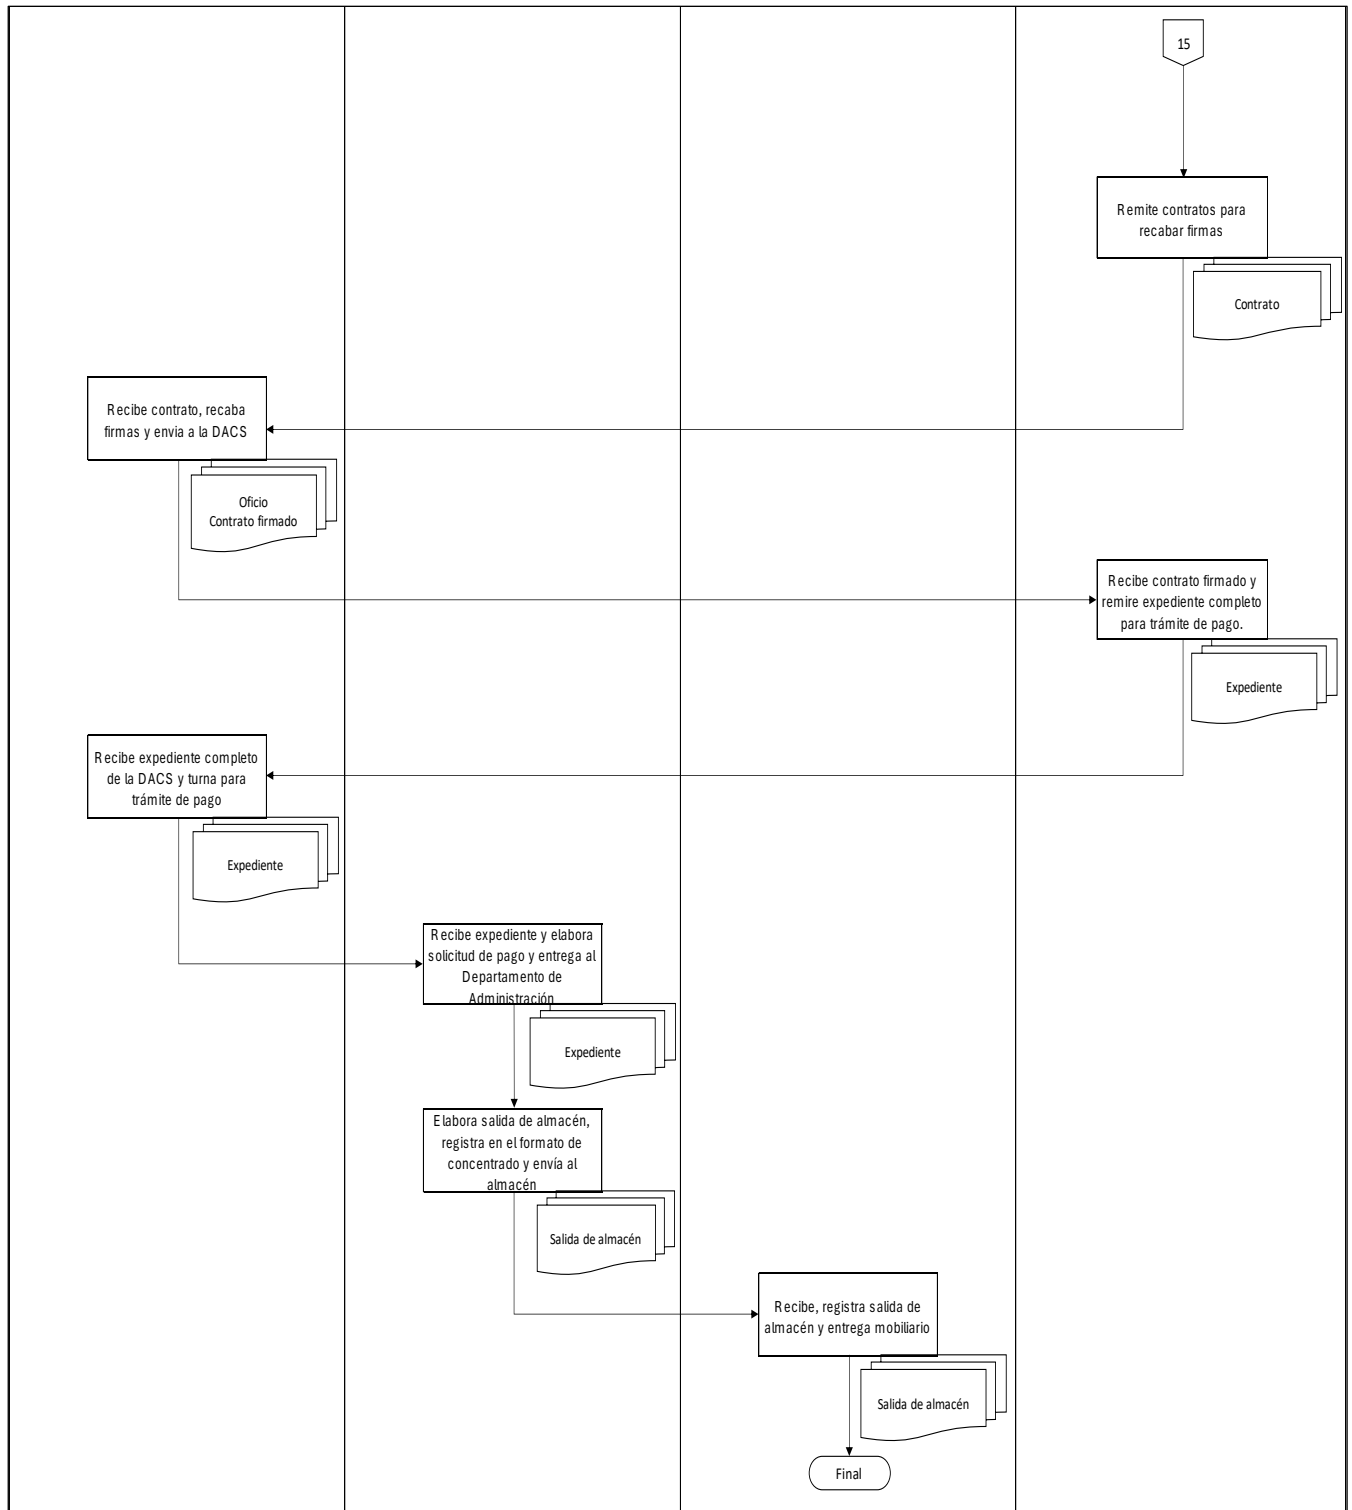 15
Remite contratos para
recabar firmas
Contrato
Recibe contrato, recaba
firmas y envia a la DACS
Oficio
Contrato firmado
Recibe contrato firmado y
remire expediente completo
para trámite de pago.
Expediente
Recibe expediente completo
de la DACS y turna para
trámite de pago
Expediente
Recibe expediente y elabora
solicitud de pago y entrega al
Departamento de
Administración
Expediente
Elabora salida de almacén,
registra en el formato de
concentrado y envía al
almacén
Salida de almacén
Recibe, registra salida de
almacén y entrega mobiliario
Salida de almacén
Final